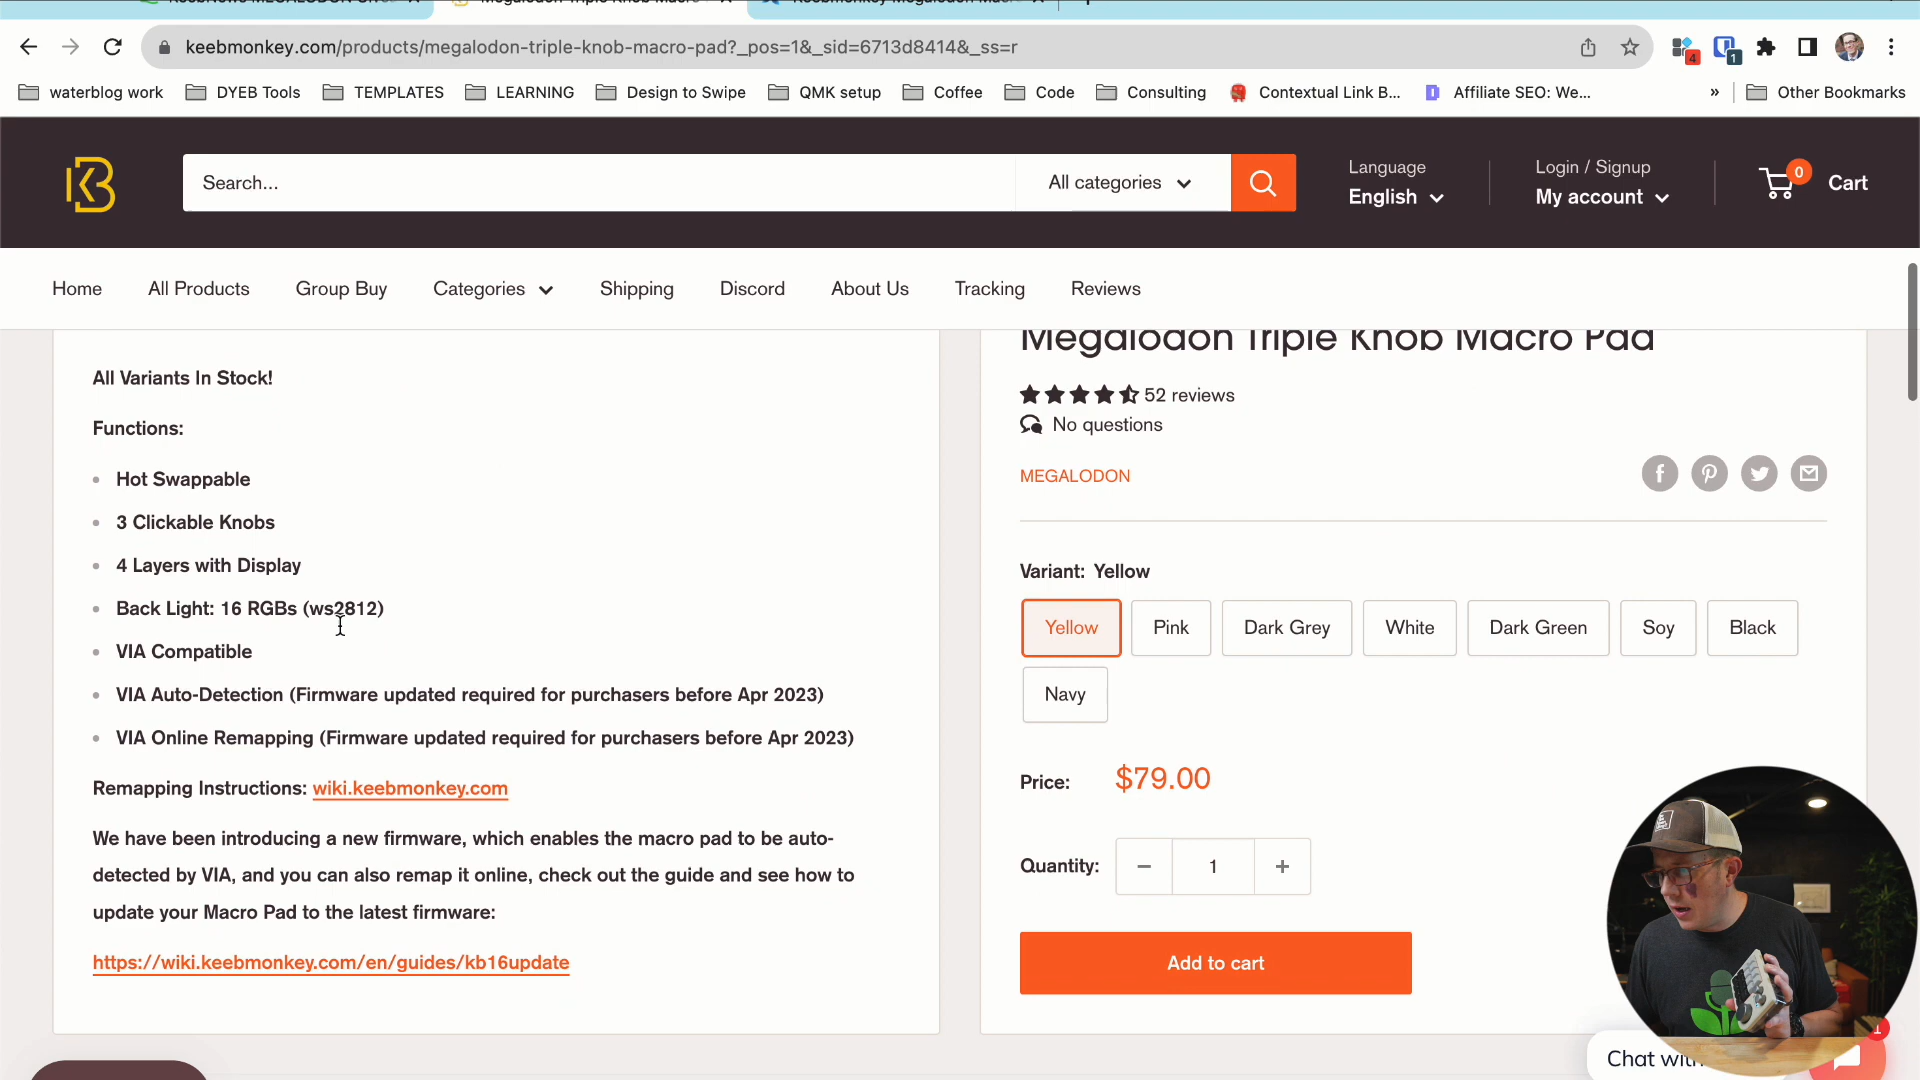 keebmonkey.com/products/megalodon-triple-knob-macro-pad?_pos=1&_sid=6713d8414&_ss=r
4
1
waterblog work
DYEB Tools
TEMPLATES
LEARNING
Design to Swipe
QMK setup
Coffee
Code
Consulting
Contextual Link B...
Affiliate SEO: We...
»
Other Bookmarks
Search...
All categories
Language
English
Login / Signup
My account
0
Cart
Home
All Products
Group Buy
Categories
Shipping
Discord
About Us
Tracking
Reviews
All Variants In Stock!
Functions:
Hot Swappable
3 Clickable Knobs
4 Layers with Display
Back Light: 16 RGBs (ws2812)
VIA Compatible
VIA Auto-Detection (Firmware updated required for purchasers before Apr 2023)
VIA Online Remapping (Firmware updated required for purchasers before Apr 2023)
Remapping Instructions: wiki.keebmonkey.com
We have been introducing a new firmware, which enables the macro pad to be auto-
detected by VIA, and you can also remap it online, check out the guide and see how to
update your Macro Pad to the latest firmware:
https://wiki.keebmonkey.com/en/guides/kb16update
Megalodon Triple Knob Macro Pad
52 reviews
No questions
MEGALODON
Variant: Yellow
Yellow
Pink
Dark Grey
White
Dark Green
Soy
Black
Navy
Price: $79.00
Quantity: − 1 +
Add to cart
Chat with
1